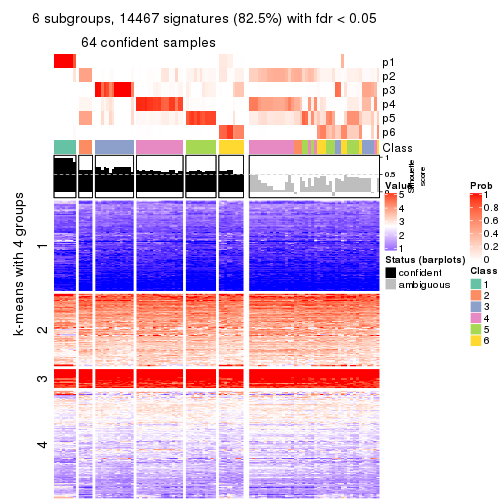 6 subgroups, 14467 signatures (82.5%) with fdr < 0.05
64 confident samples
p1
p2
p3
p4
p5
p6
Class
1
0.5
0
Silhouette
score
k-means with 4 groups
1
2
3
4
Value
5
4
3
2
1
Status (barplots)
confident
ambiguous
Prob
1
0.8
0.6
0.4
0.2
0
Class
1
2
3
4
5
6